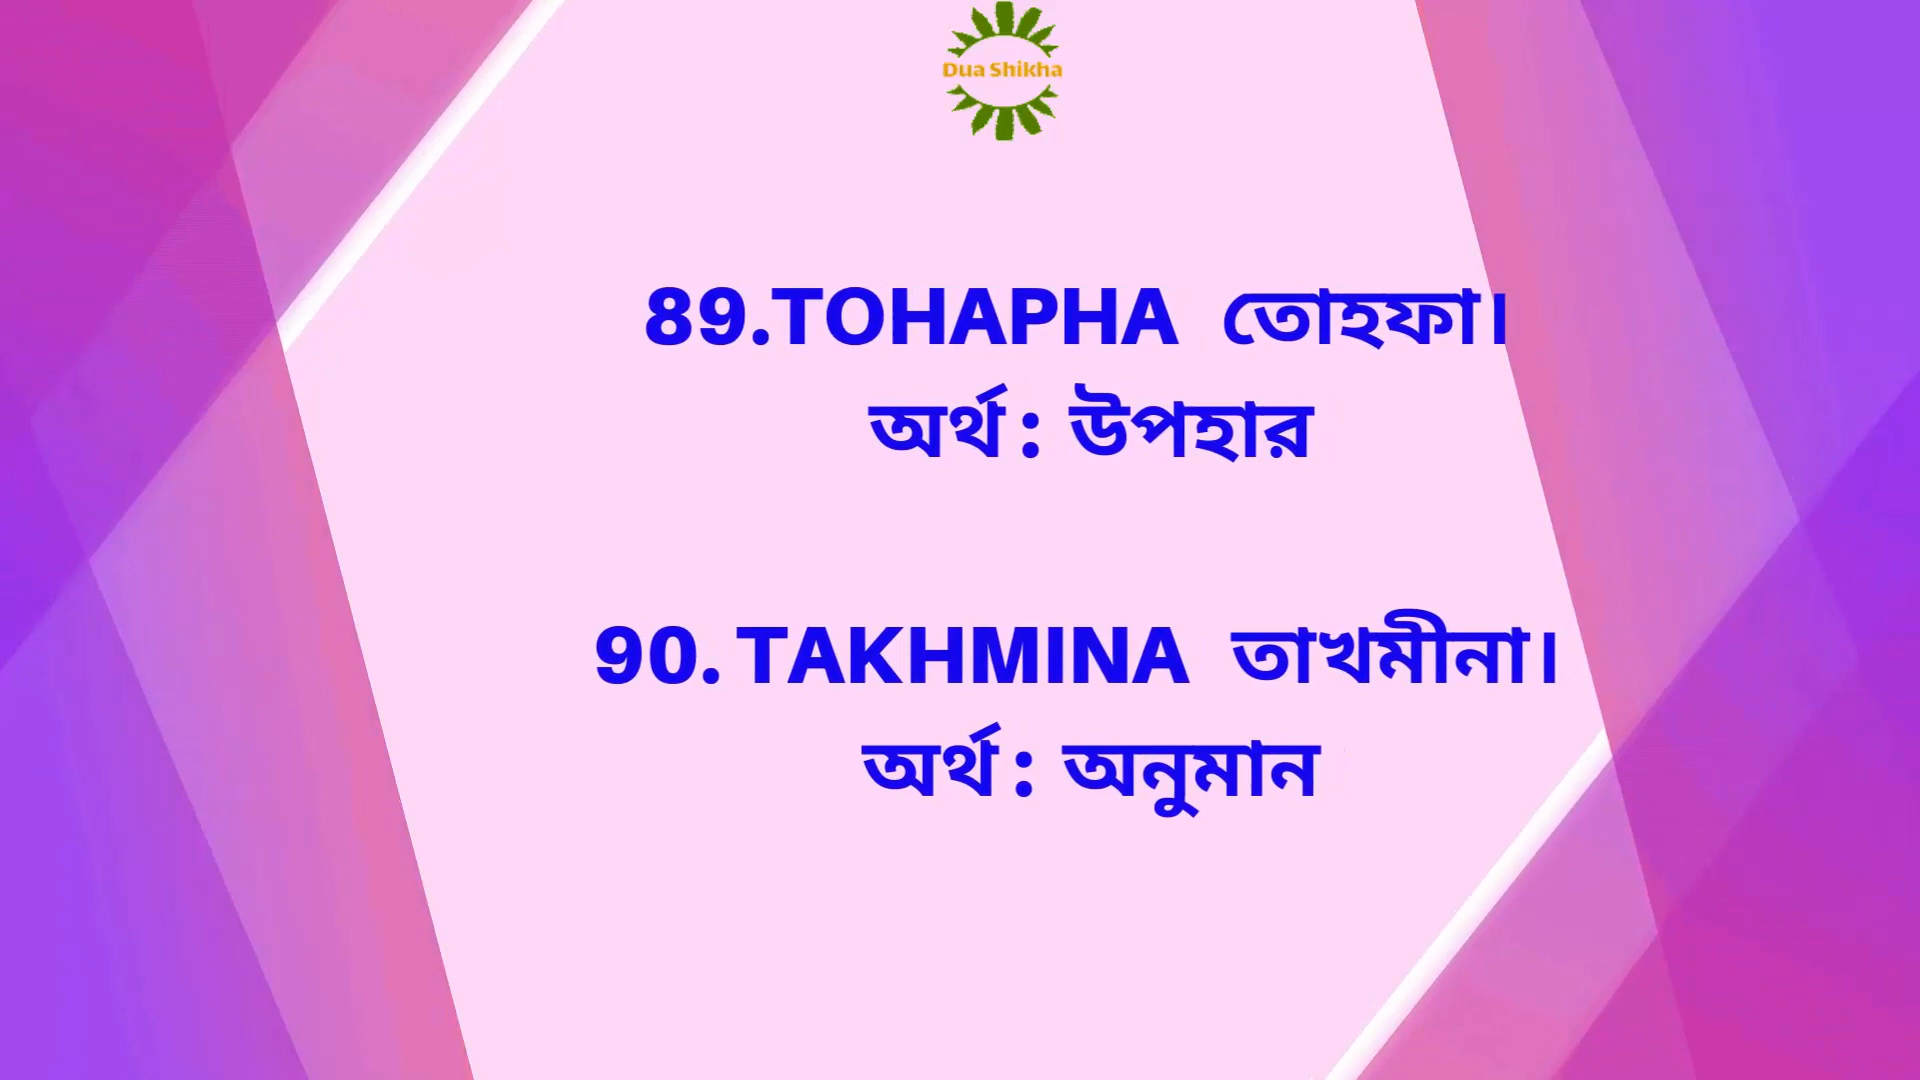 Dua Shikha
89.TOHAPHA তোহফা।
অর্থ : উপহার
90. TAKHMINA তাখমীনা।
অর্থ : অনুমান